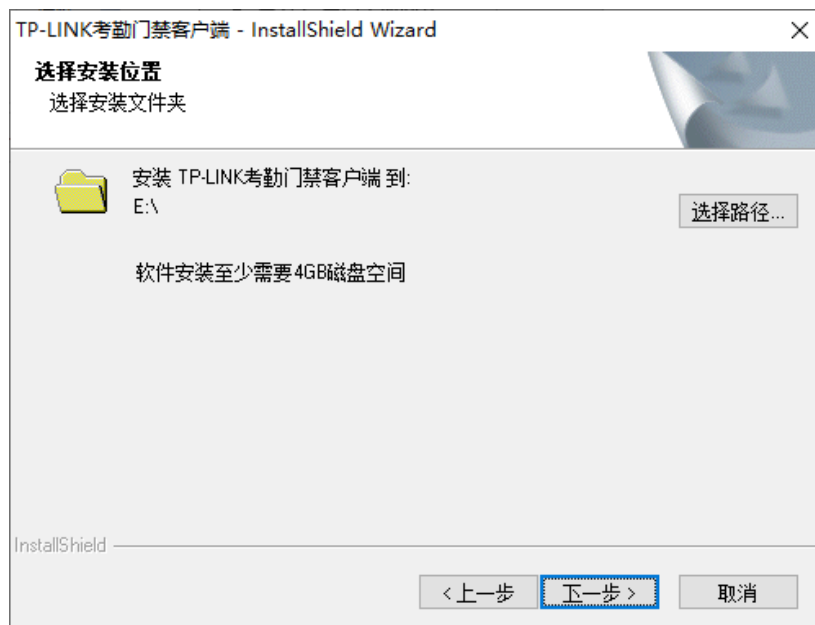 TP-LINK考勤门禁客户端 - InstallShield Wizard
选择安装位置
选择安装文件夹
安装 TP-LINK考勤门禁客户端 到:
E:\
选择路径...
软件安装至少需要4GB磁盘空间
InstallShield
<上一步
下一步>
取消